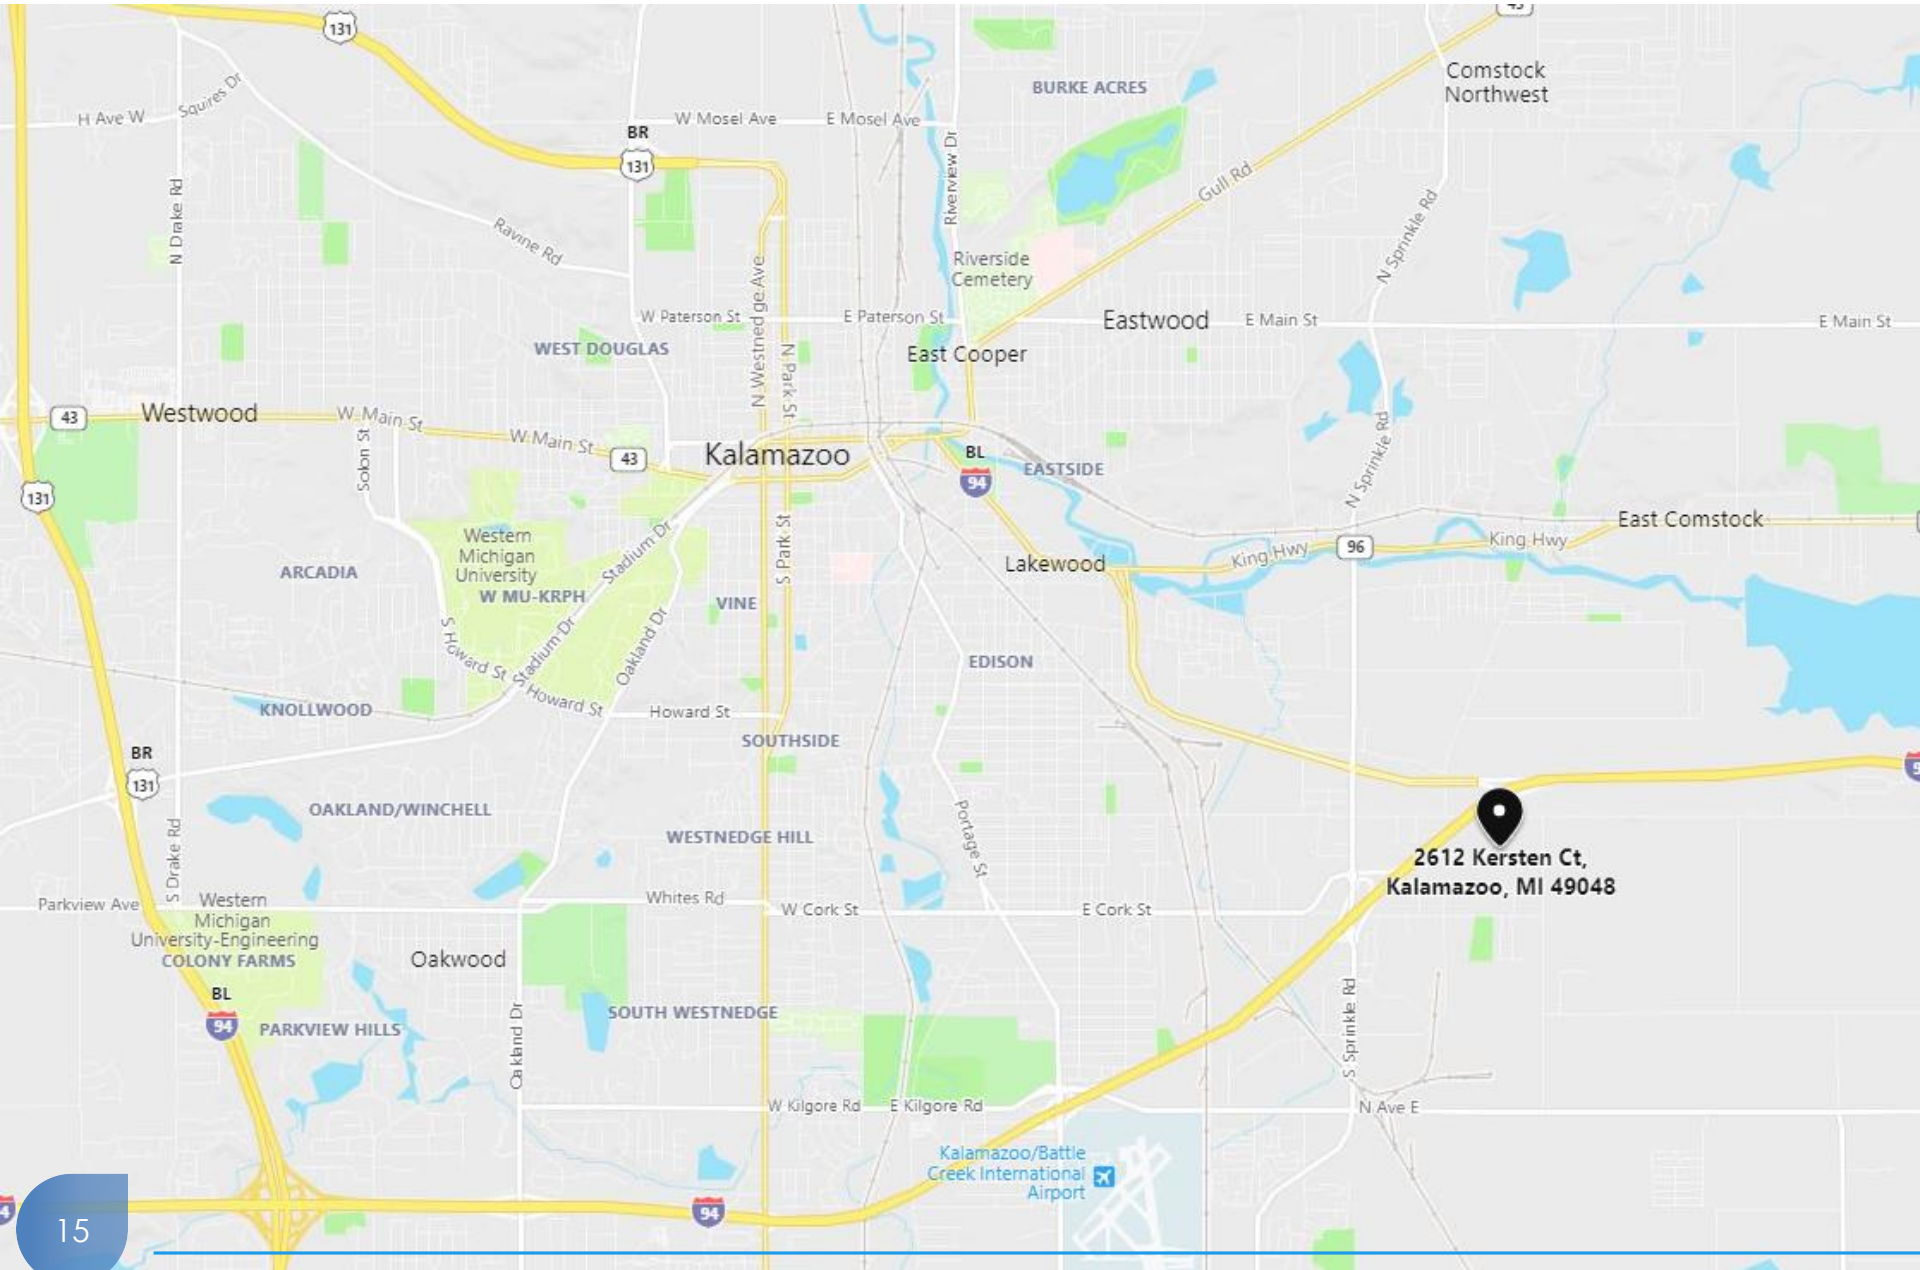 131
43
Comstock
Northwest
BURKE ACRES
H Ave W
Squires Dr
BR
131
W Mosel Ave
E Mosel Ave
Riverview Dr
N Drake Rd
Gull Rd
N Sprinkle Rd
Ravine Rd
Riverside
Cemetery
N Westnedge Ave
W Paterson St
E Paterson St
Eastwood
E Main St
E Main St
WEST DOUGLAS
N Park St
East Cooper
43
Westwood
W Main St
Solon St
W Main St
43
Kalamazoo
BL
94
EASTSIDE
N Sprinkle Rd
N Sprinkle Rd
131
Western
Michigan
University
W MU-KRPH
Stadium Dr
S Park St
East Comstock
King Hwy
96
King Hwy
Lakewood
ARCADIA
VINE
S Howard St
Stadium Dr
Oakland Dr
EDISON
KNOLLWOOD
Howard St
Howard St
SOUTHSIDE
BR
131
OAKLAND/WINCHELL
WESTNEDGE HILL
Portage St
S Drake Rd
2612 Kersten Ct,
Kalamazoo, MI 49048
Parkview Ave
Western
Michigan
University-Engineering
COLONY FARMS
Whites Rd
W Cork St
E Cork St
Oakwood
BL
94
PARKVIEW HILLS
SOUTH WESTNEDGE
Oakland Dr
S Sprinkle Rd
W Kilgore Rd
E Kilgore Rd
N Ave E
Kalamazoo/Battle
Creek International
Airport
94
15